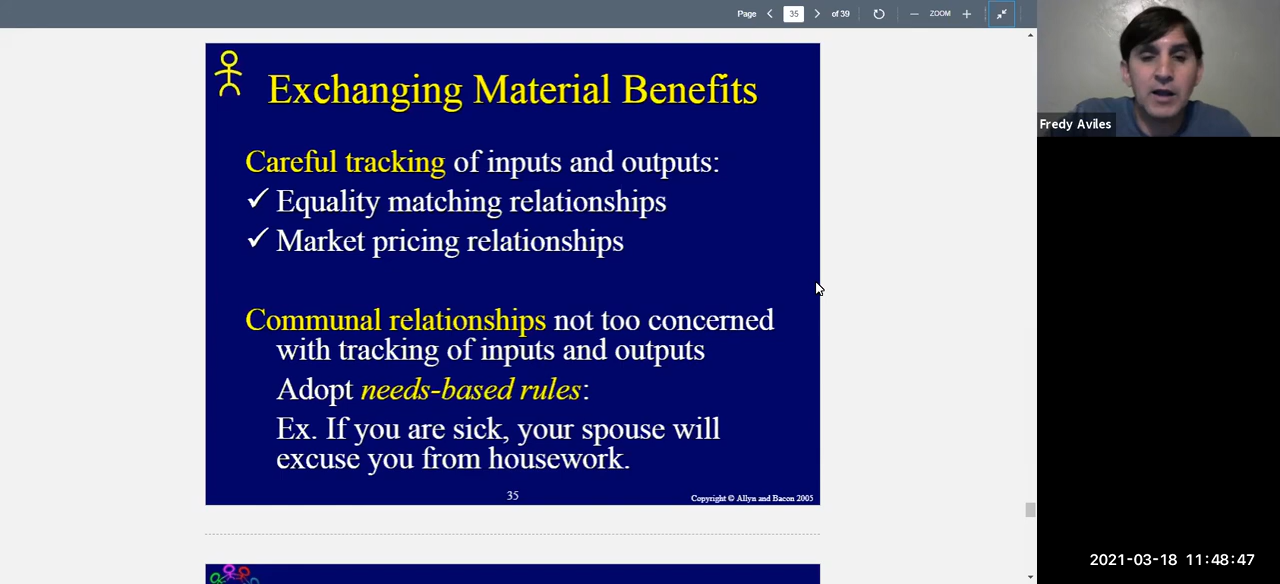 Page 35 of 39 ZOOM
Exchanging Material Benefits
Careful tracking of inputs and outputs:
✓ Equality matching relationships
✓ Market pricing relationships
Communal relationships not too concerned
with tracking of inputs and outputs
Adopt needs-based rules:
Ex. If you are sick, your spouse will
excuse you from housework.
35
Copyright © Allyn and Bacon 2005
Fredy Aviles
2021-03-18 11:48:47